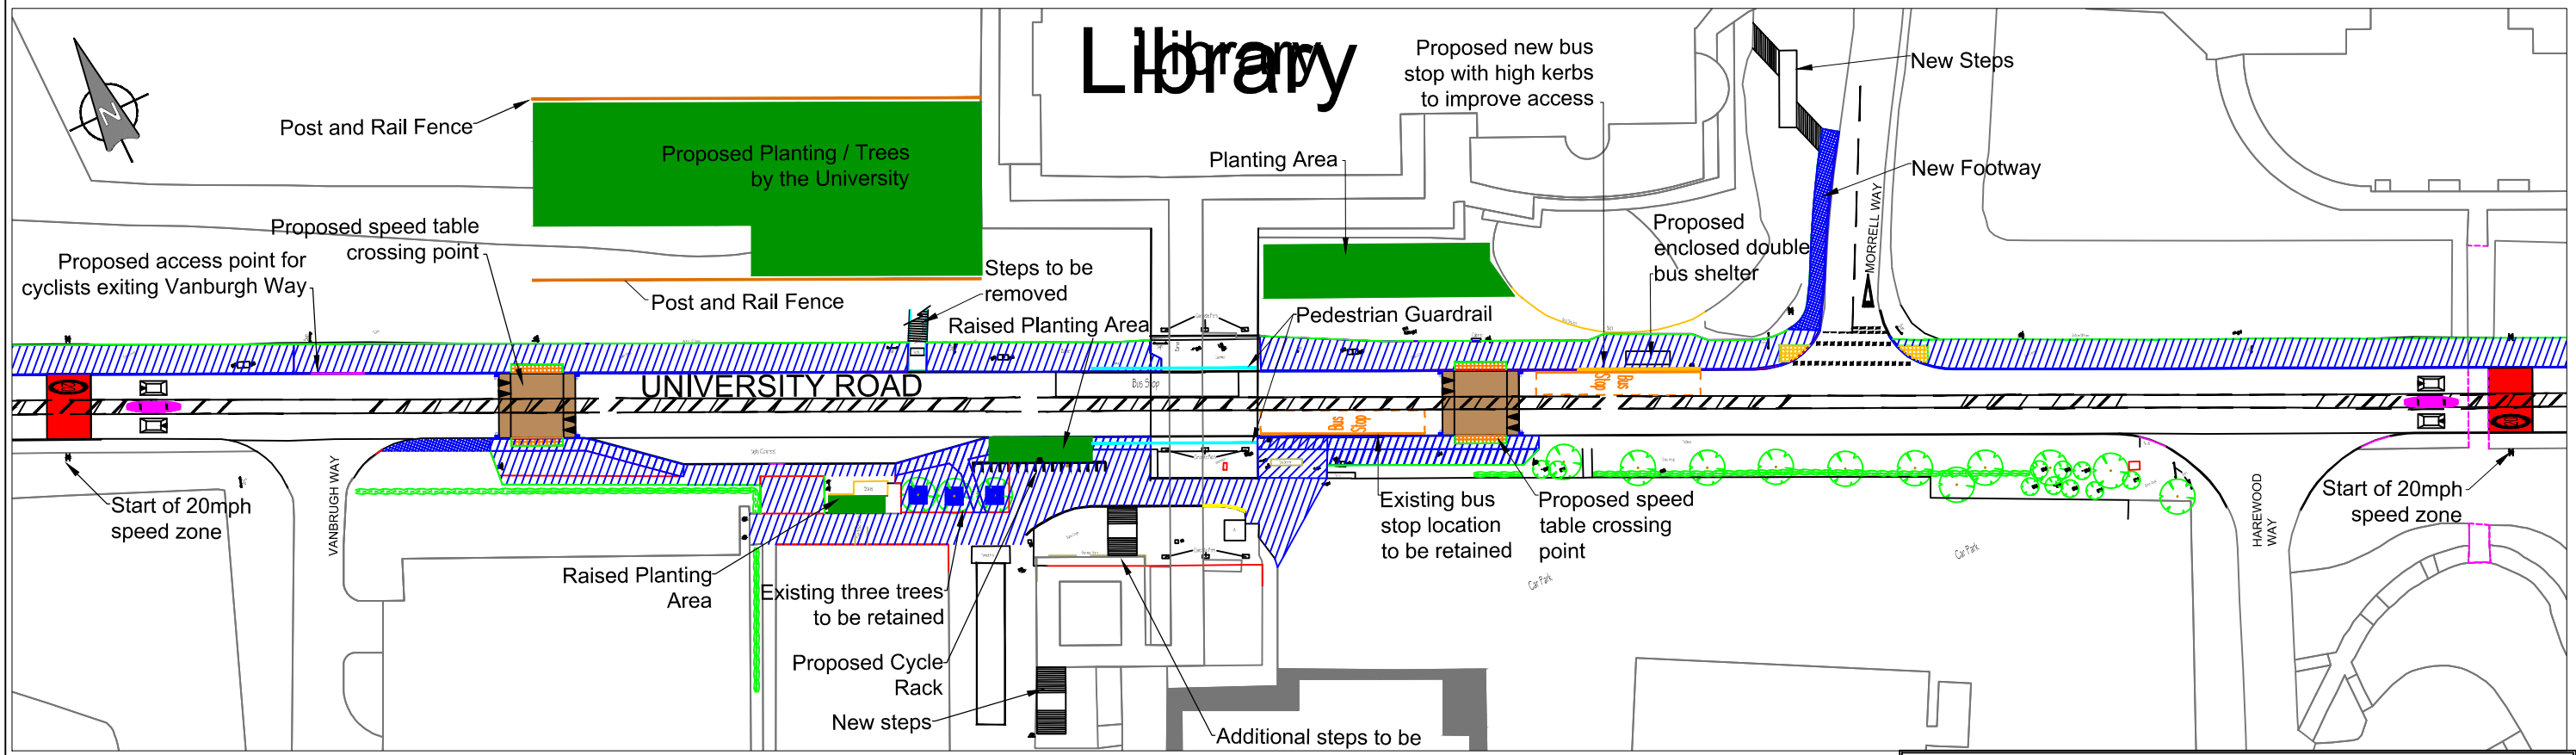 Library
Library
Proposed new bus
stop with high kerbs
to improve access
New Steps
N
Post and Rail Fence
Proposed Planting / Trees
by the University
Planting Area
New Footway
MORRELL WAY
Proposed speed table
crossing point
Proposed
enclosed double
bus shelter
Proposed access point for
cyclists exiting Vanburgh Way
Steps to be
removed
Post and Rail Fence
Raised Planting Area
Pedestrian Guardrail
UNIVERSITY ROAD
Bus Stop
Bus
Stop
Bus
Stop
VANBRUGH WAY
Start of 20mph
speed zone
Existing bus
stop location
to be retained
Proposed speed
table crossing
point
HAREWOOD
WAY
Start of 20mph
speed zone
Raised Planting
Area
Existing three trees
to be retained
Car Park
Car Park
Proposed Cycle
Rack
New steps
Additional steps to be